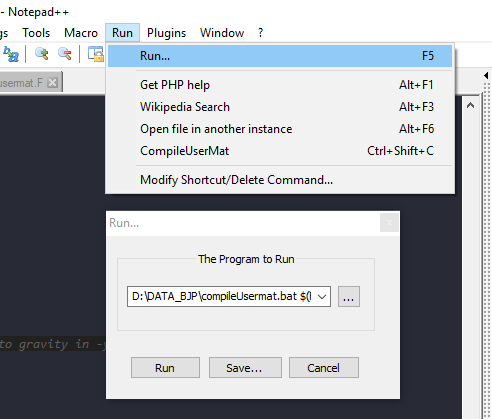 - Notepad++
gs Tools Macro Run Plugins Window ?
usermat.F
Run... F5
Get PHP help Alt+F1
Wikipedia Search Alt+F3
Open file in another instance Alt+F6
CompileUserMat Ctrl+Shift+C
Modify Shortcut/Delete Command...
Run...
The Program to Run
D:\DATA_BJP\compileUsermat.bat $(
...
to gravity in -y
Run Save... Cancel